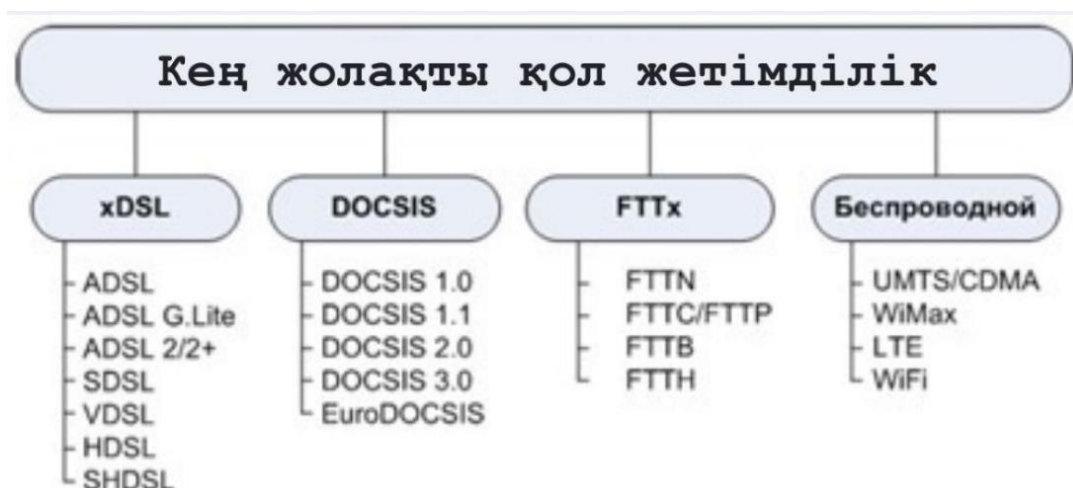 Кең жолақты қол жетімділік
xDSL
ADSL
ADSL G.Lite
ADSL 2/2+
SDSL
VDSL
HDSL
SHDSL
DOCSIS
DOCSIS 1.0
DOCSIS 1.1
DOCSIS 2.0
DOCSIS 3.0
EuroDOCSIS
FTTx
FTTN
FTTC/FTTP
FTTB
FTTH
Беспроводной
UMTS/CDMA
WiMax
LTE
WiFi